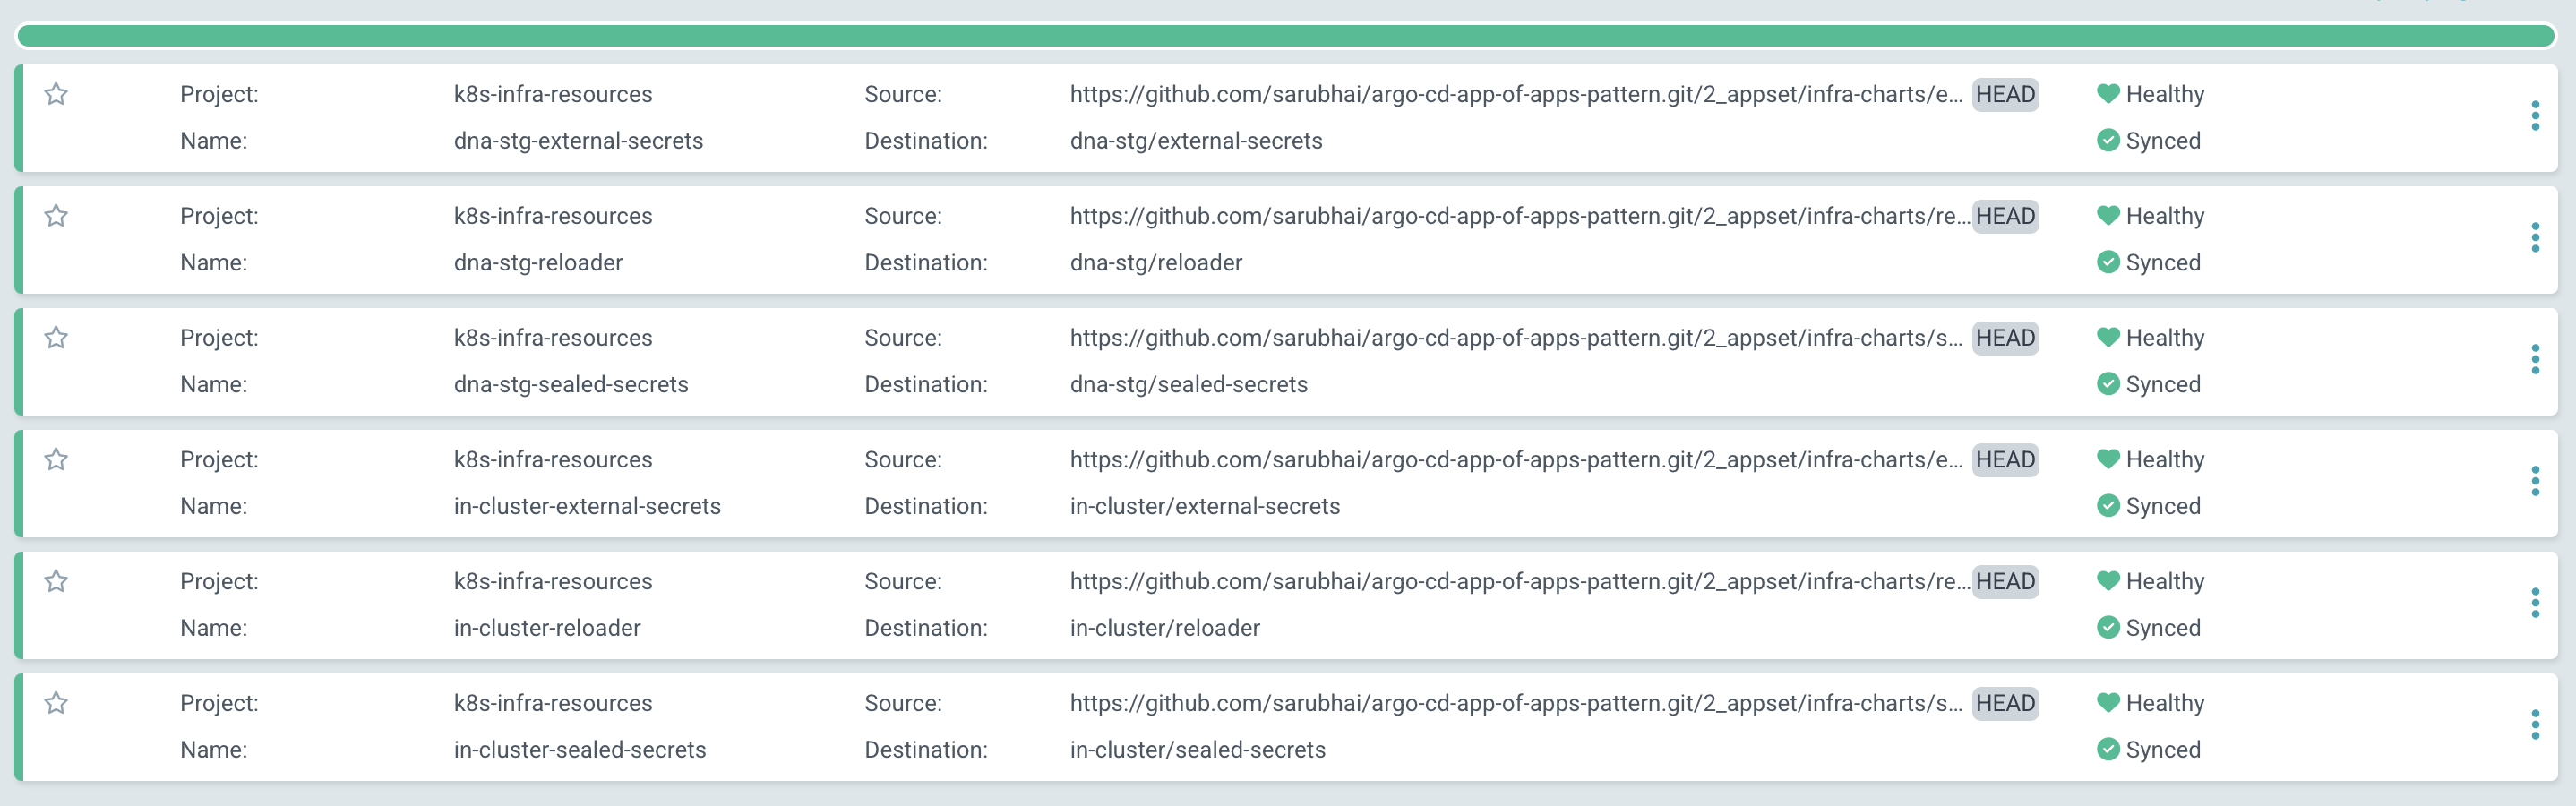 Project: k8s-infra-resources Source: https://github.com/sarubhai/argo-cd-app-of-apps-pattern.git/2_appset/infra-charts/e... HEAD Healthy
Name: dna-stg-external-secrets Destination: dna-stg/external-secrets Synced
Project: k8s-infra-resources Source: https://github.com/sarubhai/argo-cd-app-of-apps-pattern.git/2_appset/infra-charts/re... HEAD Healthy
Name: dna-stg-reloader Destination: dna-stg/reloader Synced
Project: k8s-infra-resources Source: https://github.com/sarubhai/argo-cd-app-of-apps-pattern.git/2_appset/infra-charts/s... HEAD Healthy
Name: dna-stg-sealed-secrets Destination: dna-stg/sealed-secrets Synced
Project: k8s-infra-resources Source: https://github.com/sarubhai/argo-cd-app-of-apps-pattern.git/2_appset/infra-charts/e... HEAD Healthy
Name: in-cluster-external-secrets Destination: in-cluster/external-secrets Synced
Project: k8s-infra-resources Source: https://github.com/sarubhai/argo-cd-app-of-apps-pattern.git/2_appset/infra-charts/re... HEAD Healthy
Name: in-cluster-reloader Destination: in-cluster/reloader Synced
Project: k8s-infra-resources Source: https://github.com/sarubhai/argo-cd-app-of-apps-pattern.git/2_appset/infra-charts/s... HEAD Healthy
Name: in-cluster-sealed-secrets Destination: in-cluster/sealed-secrets Synced